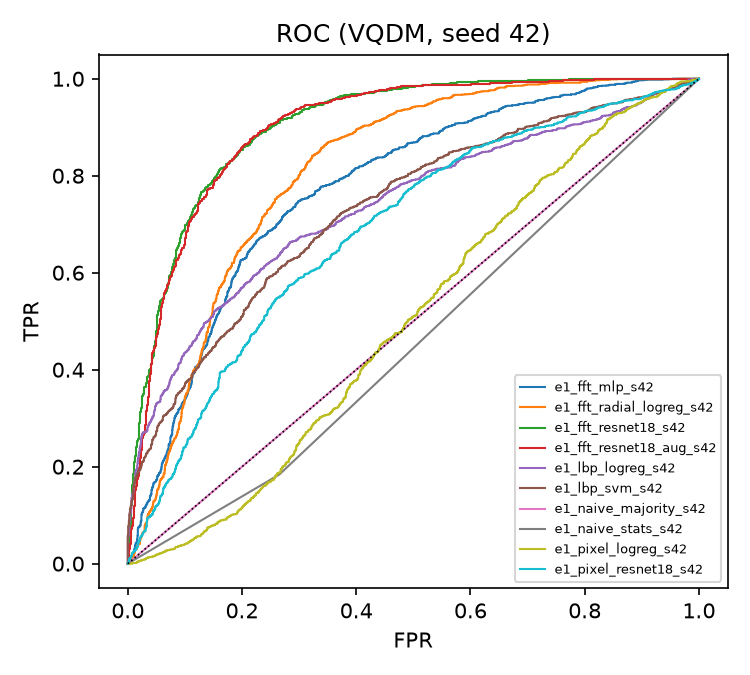 ROC (VQDM, seed 42)
1.0
0.8
0.6
0.4
0.2
0.0
TPR
e1_fft_mlp_s42
e1_fft_radial_logreg_s42
e1_fft_resnet18_s42
e1_fft_resnet18_aug_s42
e1_lbp_logreg_s42
e1_lbp_svm_s42
e1_naive_majority_s42
e1_naive_stats_s42
e1_pixel_logreg_s42
e1_pixel_resnet18_s42
0.0 0.2 0.4 0.6 0.8 1.0
FPR